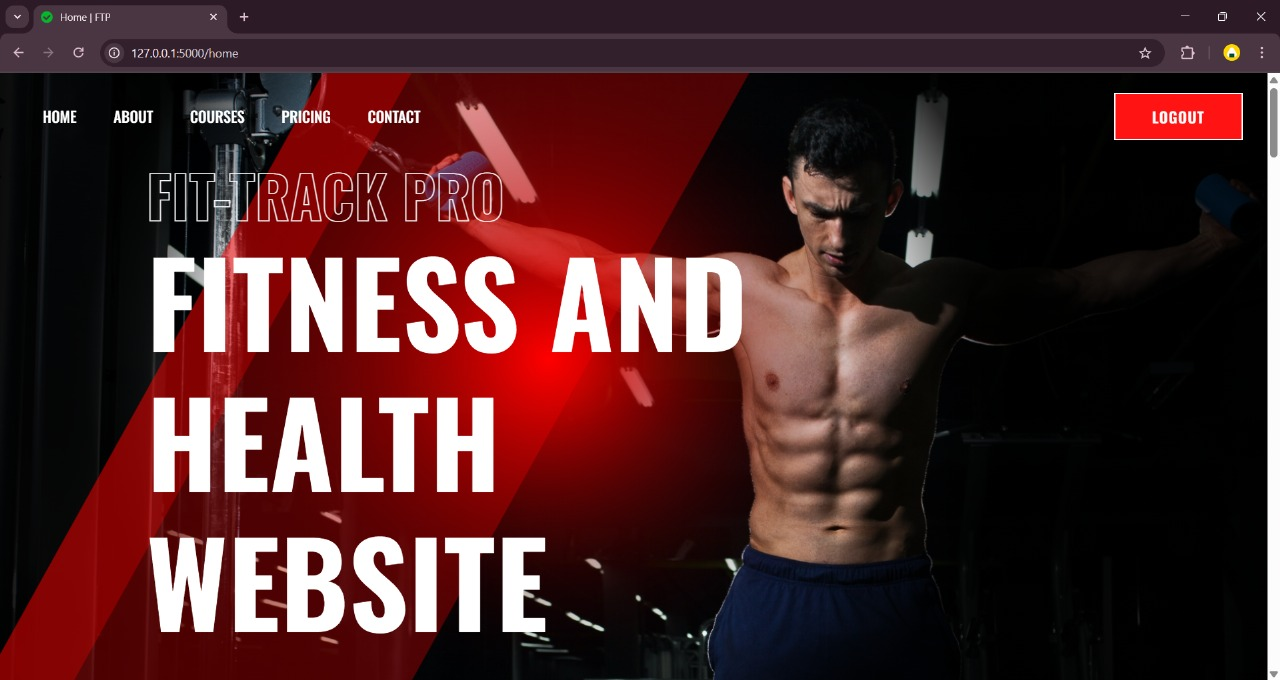 Home | FTP
127.0.0.1:5000/home
HOME ABOUT COURSES PRICING CONTACT LOGOUT
FIT-TRACK PRO
FITNESS AND
HEALTH
WEBSITE